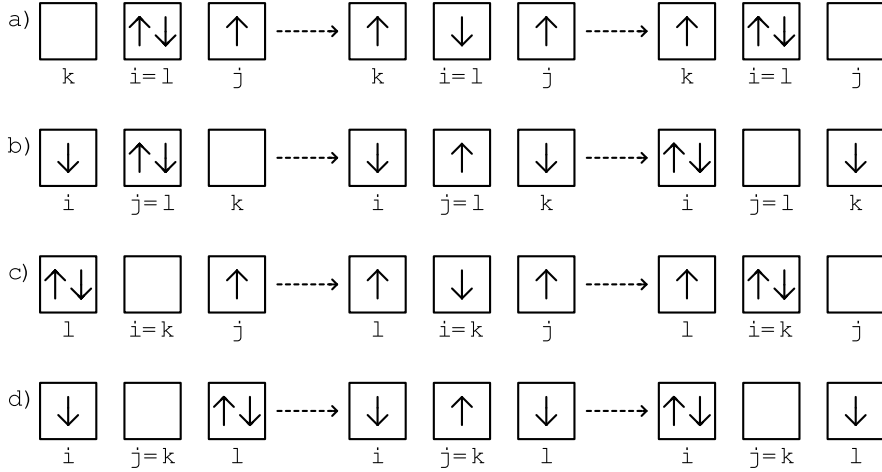 a)
k i=l j k i=l j k i=l j
b)
i j=l k i j=l k i j=l k
c)
l i=k j l i=k j l i=k j
d)
i j=k l i j=k l i j=k l